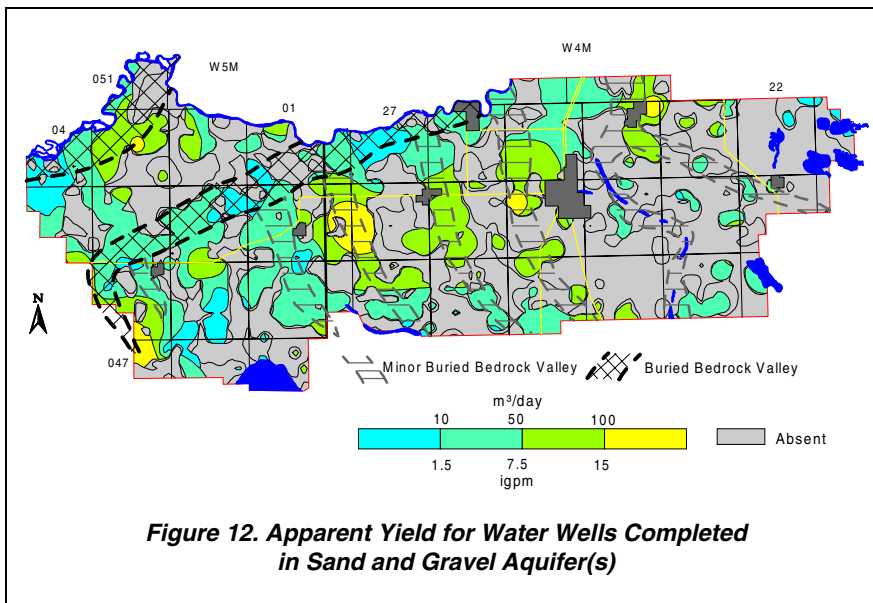 W5M
W4M
051
04
01
27
22
N
047
Minor Buried Bedrock Valley
Buried Bedrock Valley
m³/day
10 50 100
Absent
1.5 7.5 15
igpm
Figure 12. Apparent Yield for Water Wells Completed
in Sand and Gravel Aquifer(s)